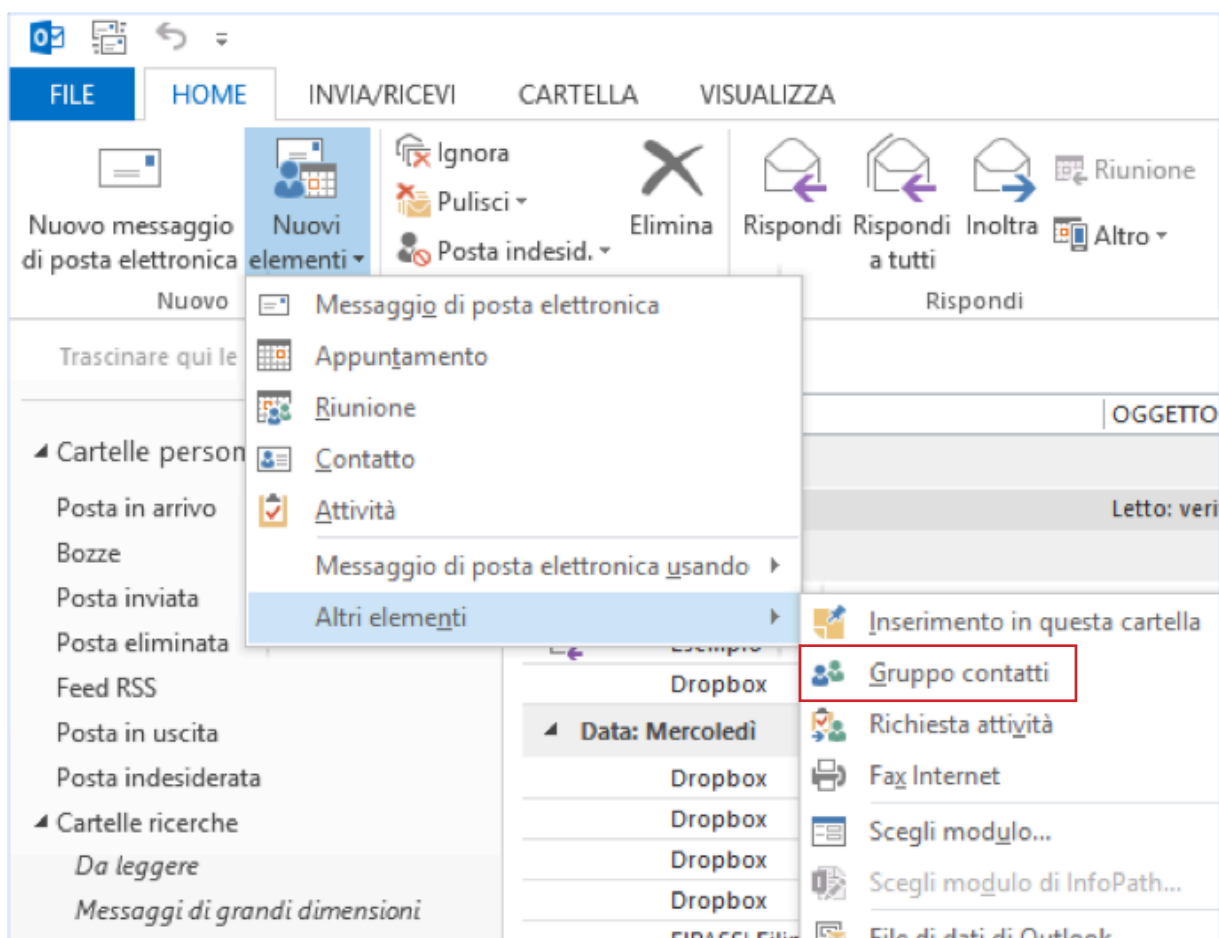 FILE HOME INVIA/RICEVI CARTELLA VISUALIZZA
Nuovo messaggio
di posta elettronica
Nuovi
elementi
Ignora
Pulisci
Posta indesid.
Elimina
Rispondi
Rispondi
a tutti
Inoltra
Riunione
Altro
Nuovo
Rispondi
Messaggio di posta elettronica
Appuntamento
Riunione
Contatto
Attività
Messaggio di posta elettronica usando
Altri elementi
Inserimento in questa cartella
Gruppo contatti
Richiesta attività
Fax Internet
Scegli modulo...
Scegli modulo di InfoPath...
File di dati di Outlook
Trascinare qui le
Cartelle person
Posta in arrivo
Bozze
Posta inviata
Posta eliminata
Feed RSS
Posta in uscita
Posta indesiderata
Cartelle ricerche
Da leggere
Messaggi di grandi dimensioni
OGGETTO
Letto: veri
Dropbox
Data: Mercoledì
Dropbox
Dropbox
Dropbox
Dropbox